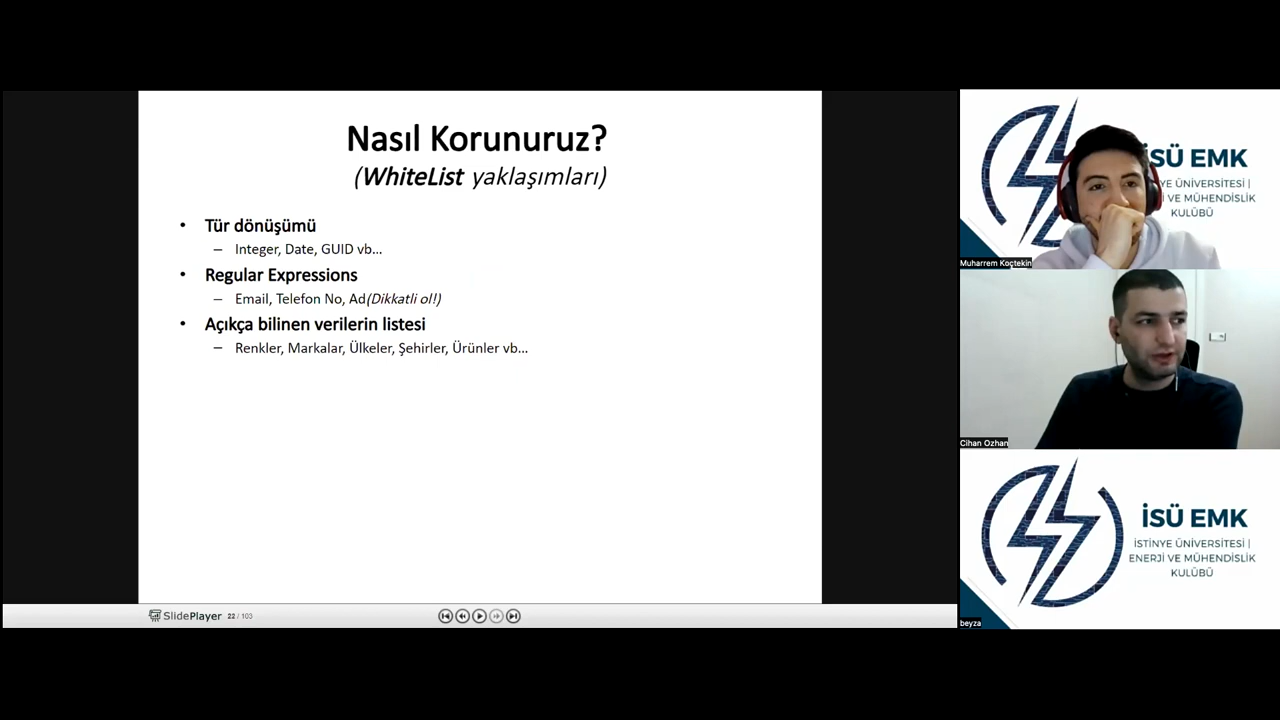 Nasıl Korunuruz?
(WhiteList yaklaşımları)
• Tür dönüşümü
– Integer, Date, GUID vb...
• Regular Expressions
– Email, Telefon No, Ad(Dikkatli ol!)
• Açıkça bilinen verilerin listesi
– Renkler, Markalar, Ülkeler, Şehirler, Ürünler vb...
SlidePlayer 22 / 103
İSÜ EMK
YE ÜNİVERSİTESİ |
İ VE MÜHENDİSLİK
KULÜBÜ
Muharrem Koçtekin
Cihan Ozhan
İSÜ EMK
İSTİNYE ÜNİVERSİTESİ |
ENERJİ VE MÜHENDİSLİK
KULÜBÜ
beyza